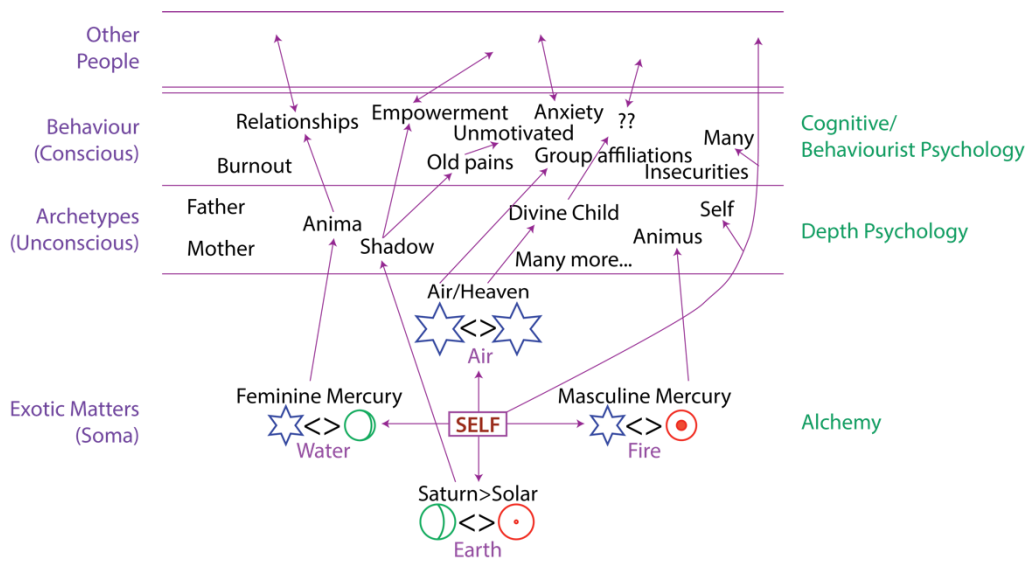 Other
People
Behaviour
(Conscious)
Relationships
Empowerment
Anxiety
??
Unmotivated
Many
Burnout
Old pains
Group affiliations
Insecurities
Cognitive/
Behaviourist Psychology
Archetypes
(Unconscious)
Father
Mother
Anima
Shadow
Divine Child
Many more...
Self
Animus
Depth Psychology
Air/Heaven
<>
Air
Exotic Matters
(Soma)
Feminine Mercury
<>
Water
SELF
Masculine Mercury
<>
Fire
Alchemy
Saturn>Solar
<>
Earth